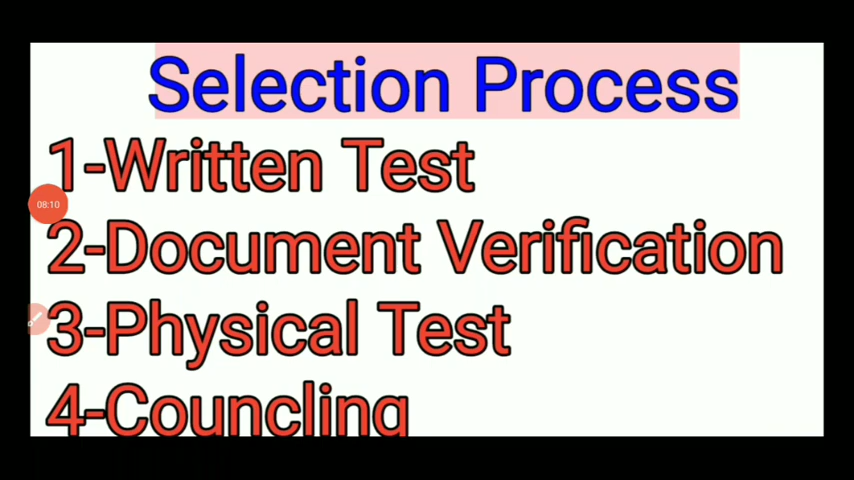 Selection Process
1-Written Test
08:10
2-Document Verification
3-Physical Test
4-Councling